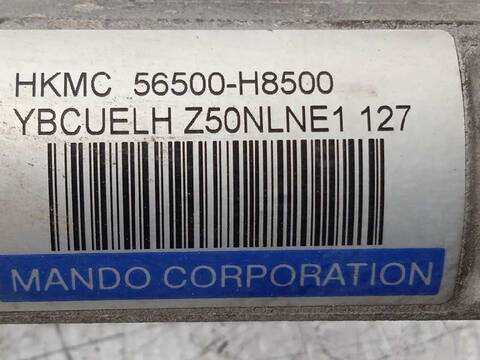 HKMC 56500-H8500
YBCUELH Z50NLNE1 127
MANDO CORPORATION